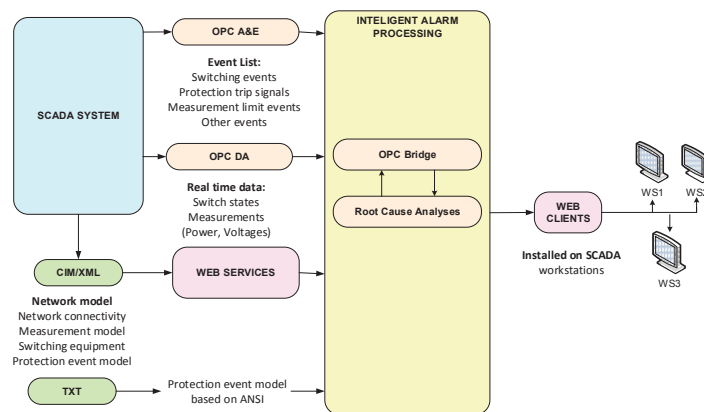 OPC A&E
INTELIGENT ALARM
PROCESSING
Event List:
Switching events
Protection trip signals
Measurement limit events
Other events
SCADA SYSTEM
OPC DA
OPC Bridge
Real time data:
Switch states
Measurements
(Power, Voltages)
Root Cause Analyses
WEB
CLIENTS
WS1
WS2
WS3
Installed on SCADA
workstations
CIM/XML
WEB SERVICES
Network model
Network connectivity
Measurement model
Switching equipment
Protection event model
TXT
Protection event model
based on ANSI